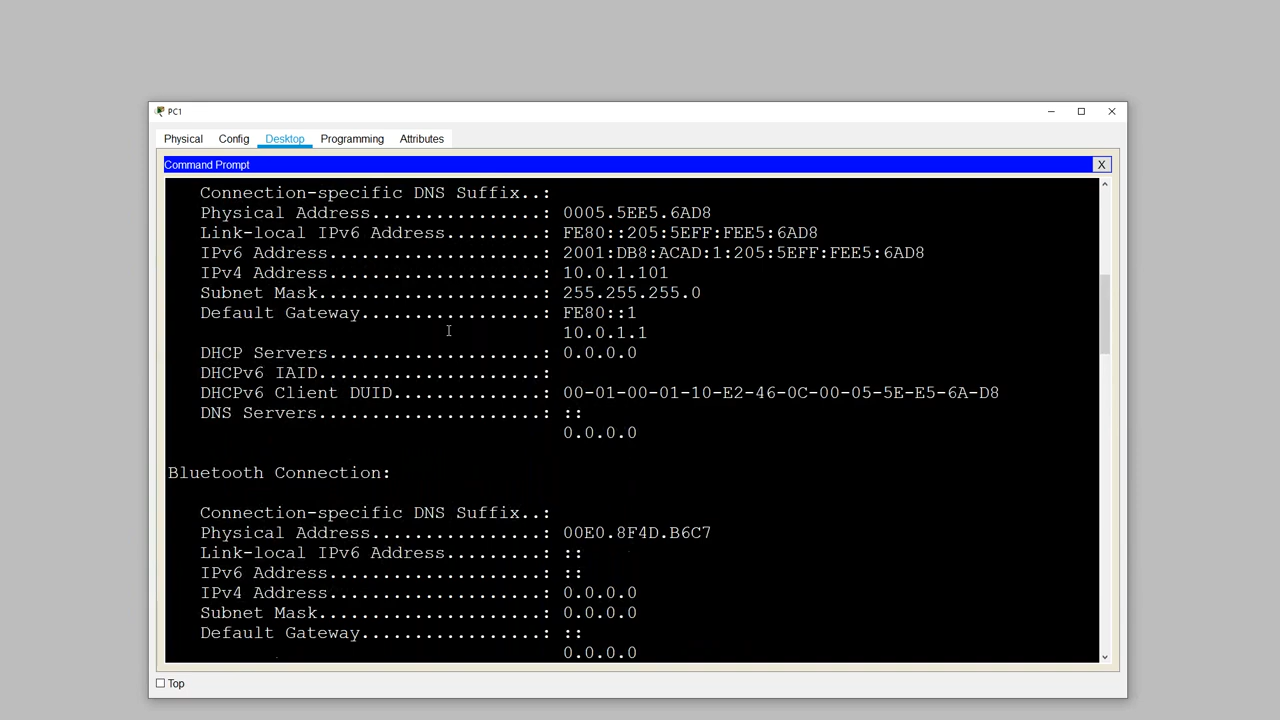 PC1
Physical Config Desktop Programming Attributes
Command Prompt X
Connection-specific DNS Suffix..:
Physical Address................: 0005.5EE5.6AD8
Link-local IPv6 Address.........: FE80::205:5EFF:FEE5:6AD8
IPv6 Address....................: 2001:DB8:ACAD:1:205:5EFF:FEE5:6AD8
IPv4 Address....................: 10.0.1.101
Subnet Mask.....................: 255.255.255.0
Default Gateway.................: FE80::1
10.0.1.1
DHCP Servers....................: 0.0.0.0
DHCPv6 IAID.....................:
DHCPv6 Client DUID..............: 00-01-00-01-10-E2-46-0C-00-05-5E-E5-6A-D8
DNS Servers.....................: ::
0.0.0.0
Bluetooth Connection:
Connection-specific DNS Suffix..:
Physical Address................: 00E0.8F4D.B6C7
Link-local IPv6 Address.........: ::
IPv6 Address....................: ::
IPv4 Address....................: 0.0.0.0
Subnet Mask.....................: 0.0.0.0
Default Gateway.................: ::
0.0.0.0
Top